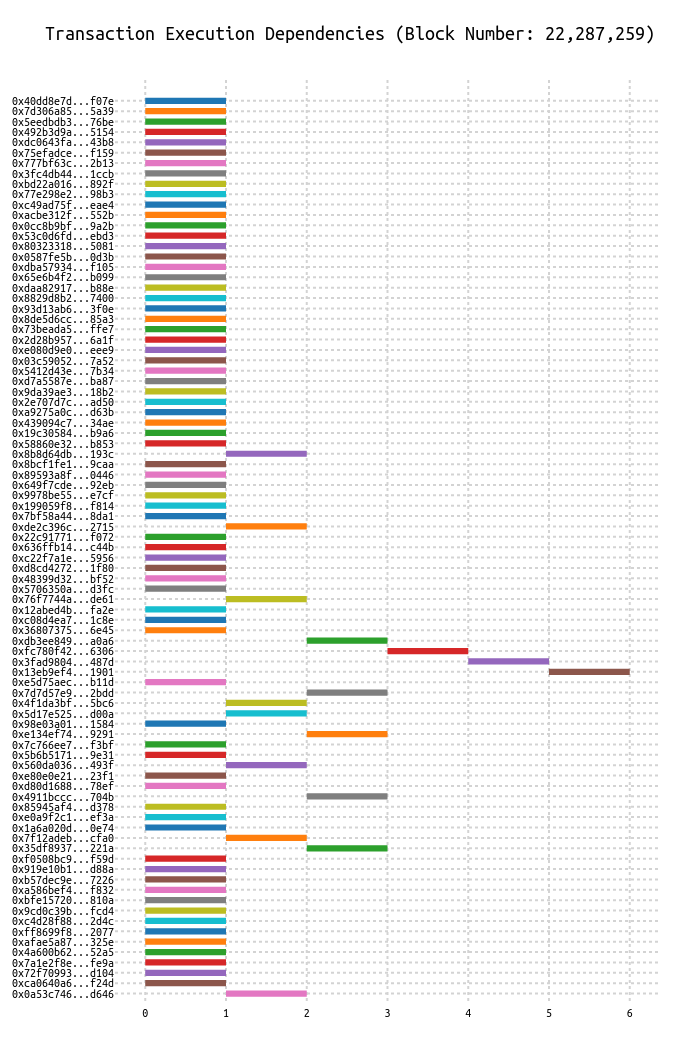 Transaction Execution Dependencies (Block Number: 22,287,259)
0x40dd8e7d...f07e
0x7d306a85...5a39
0x5eedbdb3...76be
0x492b3d9a...5154
0xdc0643fa...43b8
0x75efadce...f159
0x777bf63c...2b13
0x3fc4db44...1ccb
0xbd22a016...892f
0x77e298e2...98b3
0xc49ad75f...eae4
0xacbe312f...552b
0x0cc8b9bf...9a2b
0x53c0d6fd...ebd3
0x80323318...5081
0x0587fe5b...0d3b
0xdba57934...f105
0x65e6b4f2...b099
0xdaa82917...b88e
0x8829d8b2...7400
0x93d13ab6...3f0e
0x8de5d6cc...85a3
0x73beada5...ffe7
0x2d28b957...6a1f
0xe080d9e0...eee9
0x03c59052...7a52
0x5412d43e...7b34
0xd7a5587e...ba87
0x9da39ae3...18b2
0x2e707d7c...ad50
0xa9275a0c...d63b
0x439094c7...34ae
0x19c30584...b9a6
0x58860e32...b853
0x8b8d64db...193c
0x8bcf1fe1...9caa
0x89593a8f...0446
0x649f7cde...92eb
0x9978be55...e7cf
0x199059f8...f814
0x7bf58a44...8da1
0xde2c396c...2715
0x22c91771...f072
0x636ffb14...c44b
0xc22f7a1e...5956
0xd8cd4272...1f80
0x48399d32...bf52
0x5706350a...d3fc
0x76f7744a...de61
0x12abed4b...fa2e
0xc08d4ea7...1c8e
0x36807375...6e45
0xdb3ee849...a0a6
0xfc780f42...6306
0x3fad9804...487d
0x13eb9ef4...1901
0xe5d75aec...b11d
0x7d7d57e9...2bdd
0x4f1da3bf...5bc6
0x5d17e525...d00a
0x98e03a01...1584
0xe134ef74...9291
0x7c766ee7...f3bf
0x5b6b5171...9e31
0x560da036...493f
0xe80e0e21...23f1
0xd80d1688...78ef
0x4911bccc...704b
0x85945af4...d378
0xe0a9f2c1...ef3a
0x1a6a020d...0e74
0x7f12adeb...cfa0
0x35df8937...221a
0xf0508bc9...f59d
0x919e10b1...d88a
0xb57dec9e...7226
0xa586bef4...f832
0xbfe15720...810a
0x9cd0c39b...fcd4
0xc4d28f88...2d4c
0xff8699f8...2077
0xafae5a87...325e
0x4a600b62...52a5
0x7a1e2f8e...fe9a
0x72f70993...d104
0xca0640a6...f24d
0x0a53c746...d646
0 1 2 3 4 5 6